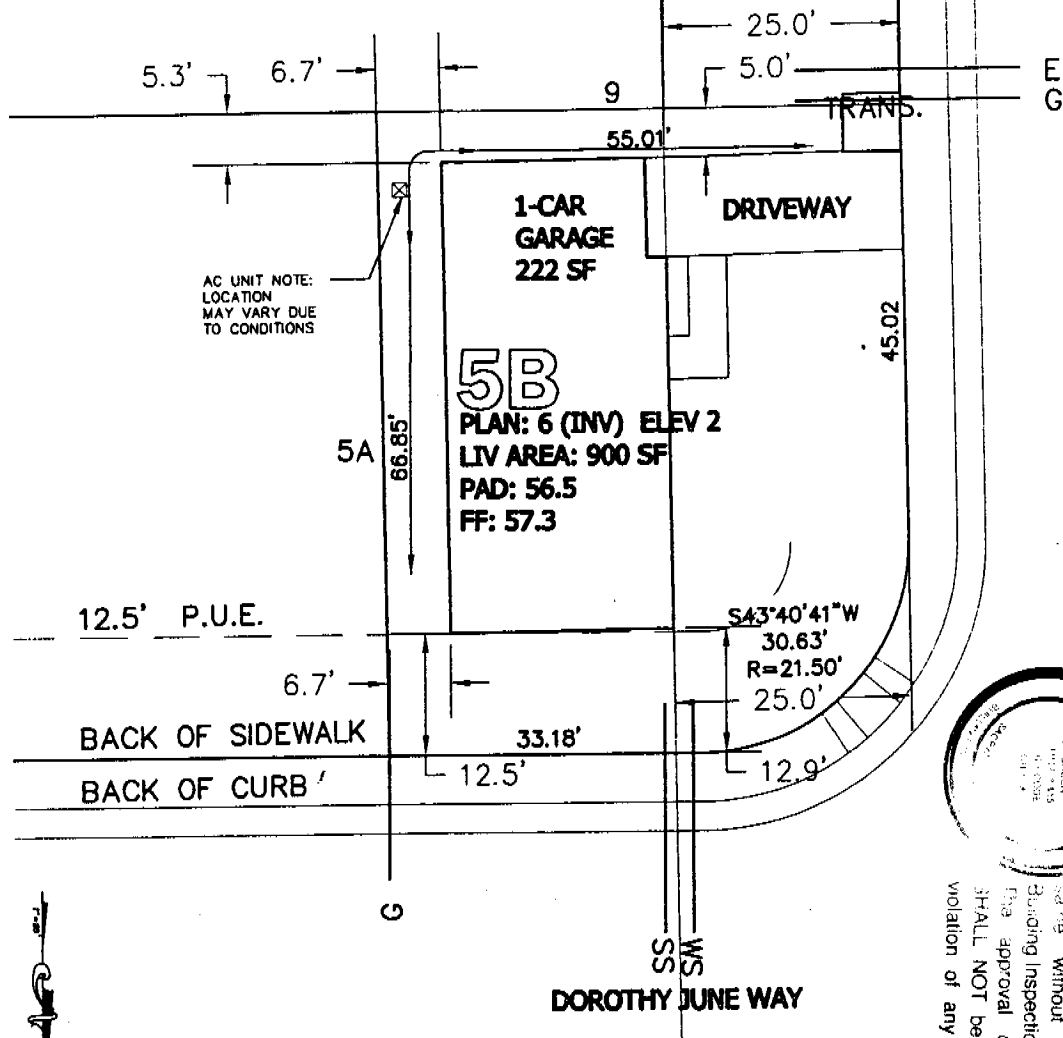 25.0'
5.3'
6.7'
5.0'
E
9
G
TRANS.
55.01'
1-CAR
GARAGE
222 SF
DRIVEWAY
AC UNIT NOTE:
LOCATION
MAY VARY DUE
TO CONDITIONS
45.02
5B
PLAN: 6 (INV) ELEV 2
5A
66.85'
LIV AREA: 900 SF
PAD: 56.5
FF: 57.3
12.5' P.U.E.
S43°40'41"W
30.63'
R=21.50'
6.7'
25.0'
BACK OF SIDEWALK
33.18'
12.5'
12.9'
BACK OF CURB
G
SS
WS
DOROTHY JUNE WAY
without
Building Inspectio
approval
SHALL NOT be
violation of any